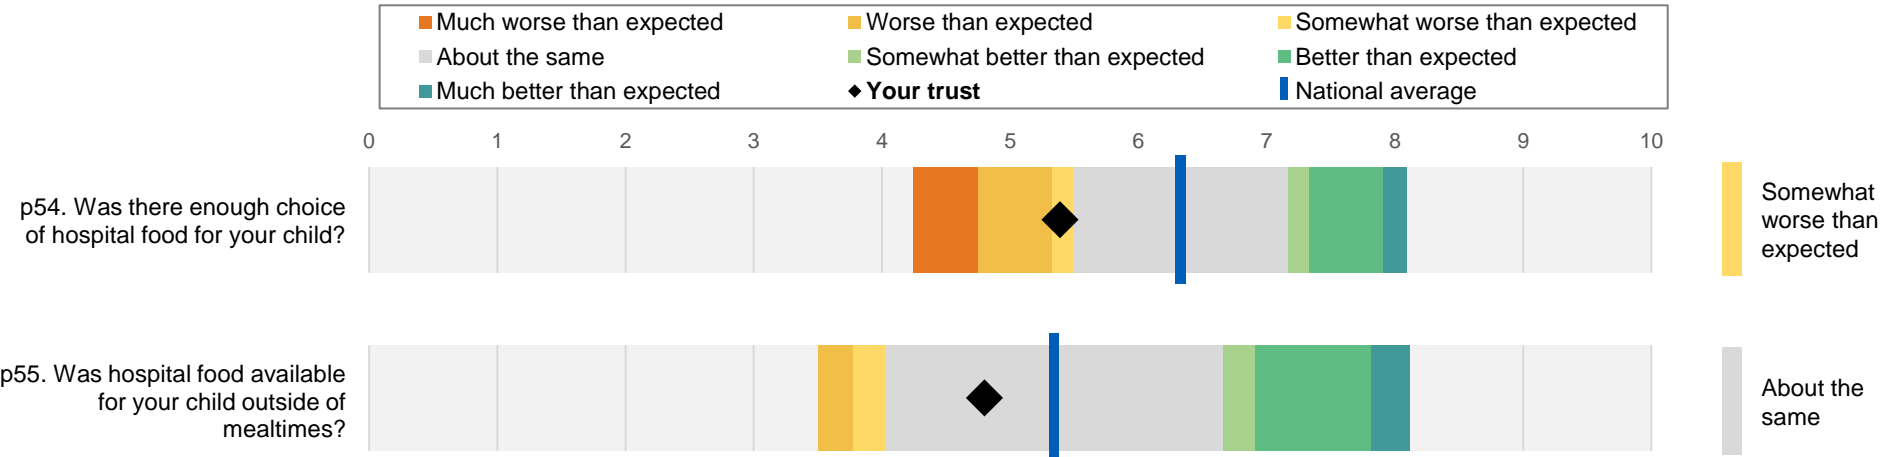 Much worse than expected
Worse than expected
Somewhat worse than expected
About the same
Somewhat better than expected
Better than expected
Much better than expected
Your trust
National average
0 1 2 3 4 5 6 7 8 9 10
p54. Was there enough choice
of hospital food for your child?
Somewhat
worse than
expected
p55. Was hospital food available
for your child outside of
mealtimes?
About the
same